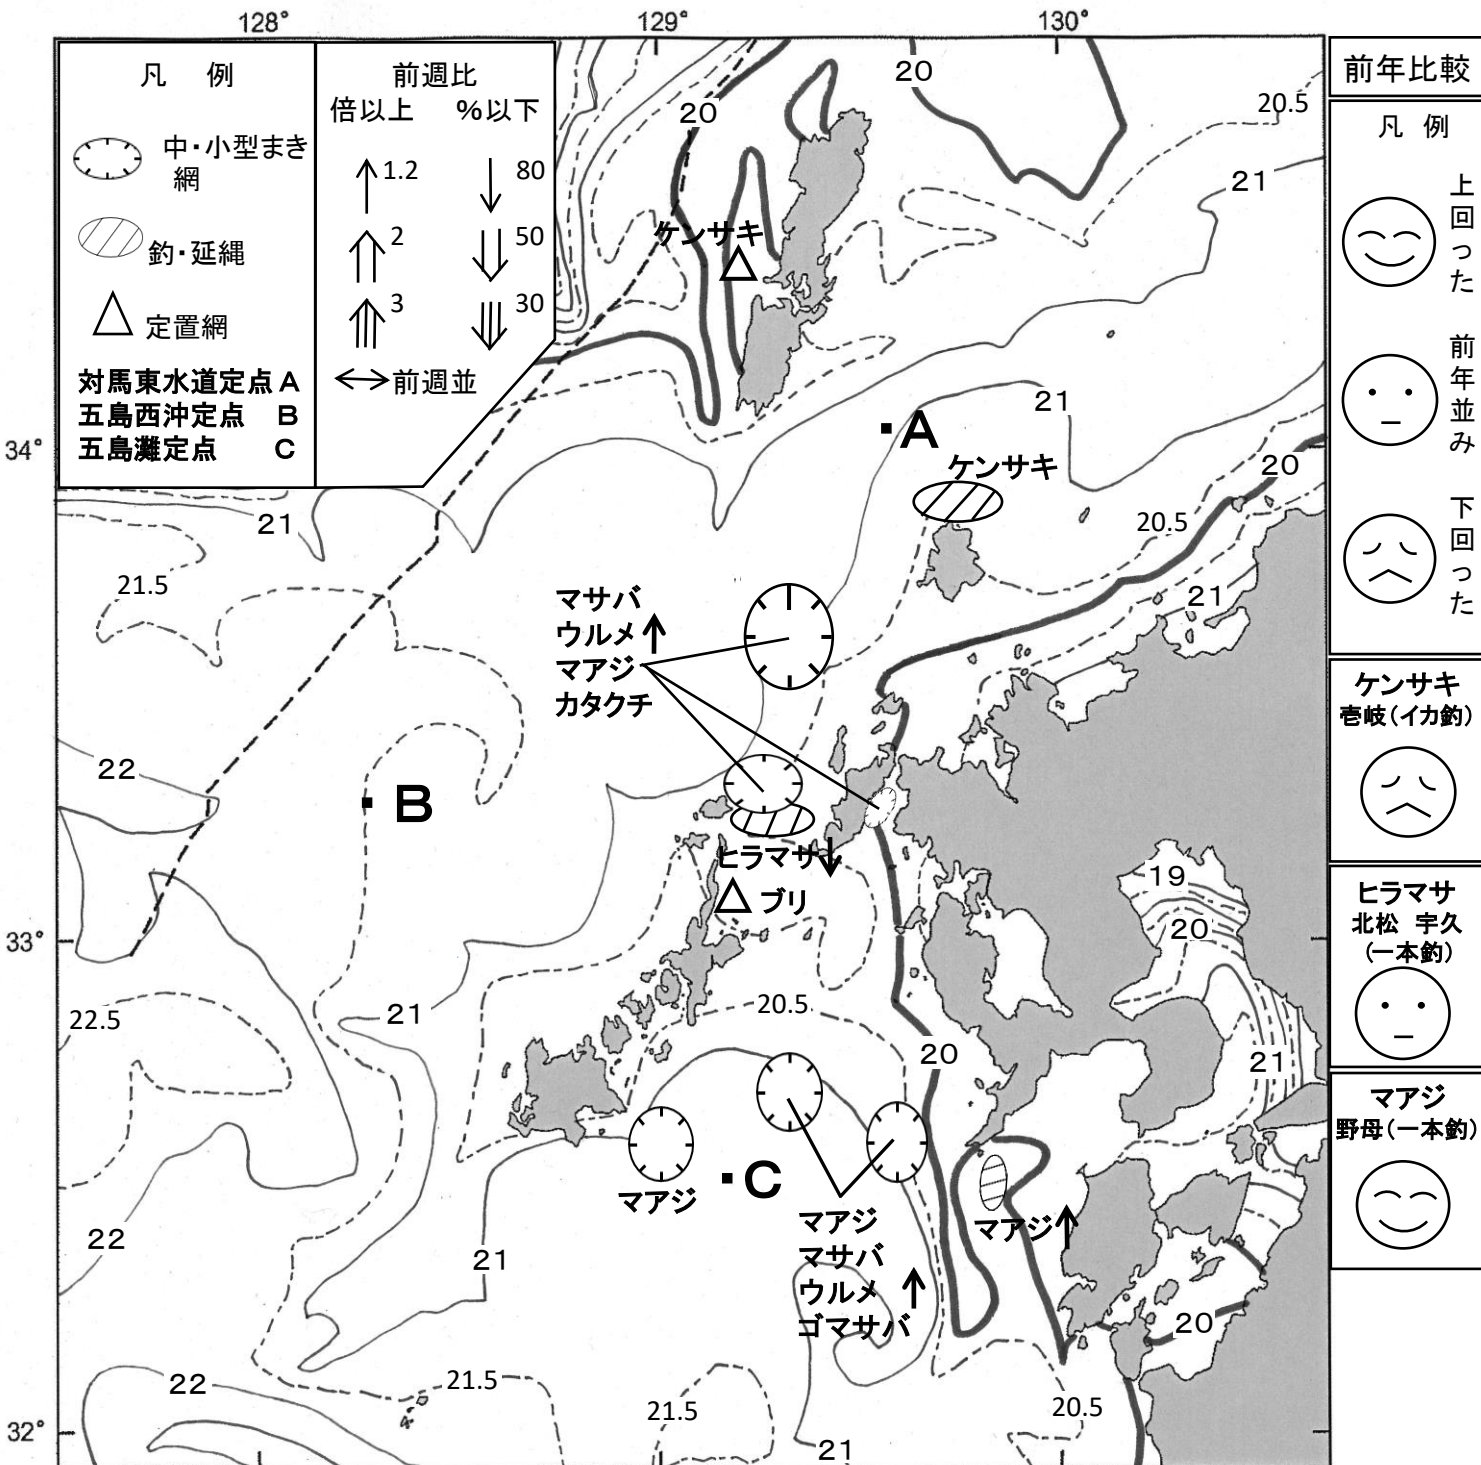 128°
129°
130°
凡 例
中・小型まき
網
釣・延縄
定置網
対馬東水道定点 A
五島西沖定点 B
五島灘定点 C
前週比
倍以上 %以下
1.2
80
2
50
3
30
前週並
前年比較
凡 例
上回った
前年並み
下回った
ケンサキ
壱岐(イカ釣)
ヒラマサ
北松 宇久
(一本釣)
マアジ
野母(一本釣)
20
20
20.5
21
ケンサキ
21
34°
A
ケンサキ
20
20.5
21
21
21.5
マサバ
ウルメ
マアジ
カタクチ
22
B
ヒラマサ
ブリ
19
20
33°
22.5
21
20.5
20
21
マアジ
C
22
21
マアジ
マサバ
ウルメ
ゴマサバ
マアジ
20
22
21.5
21.5
20.5
32°
21